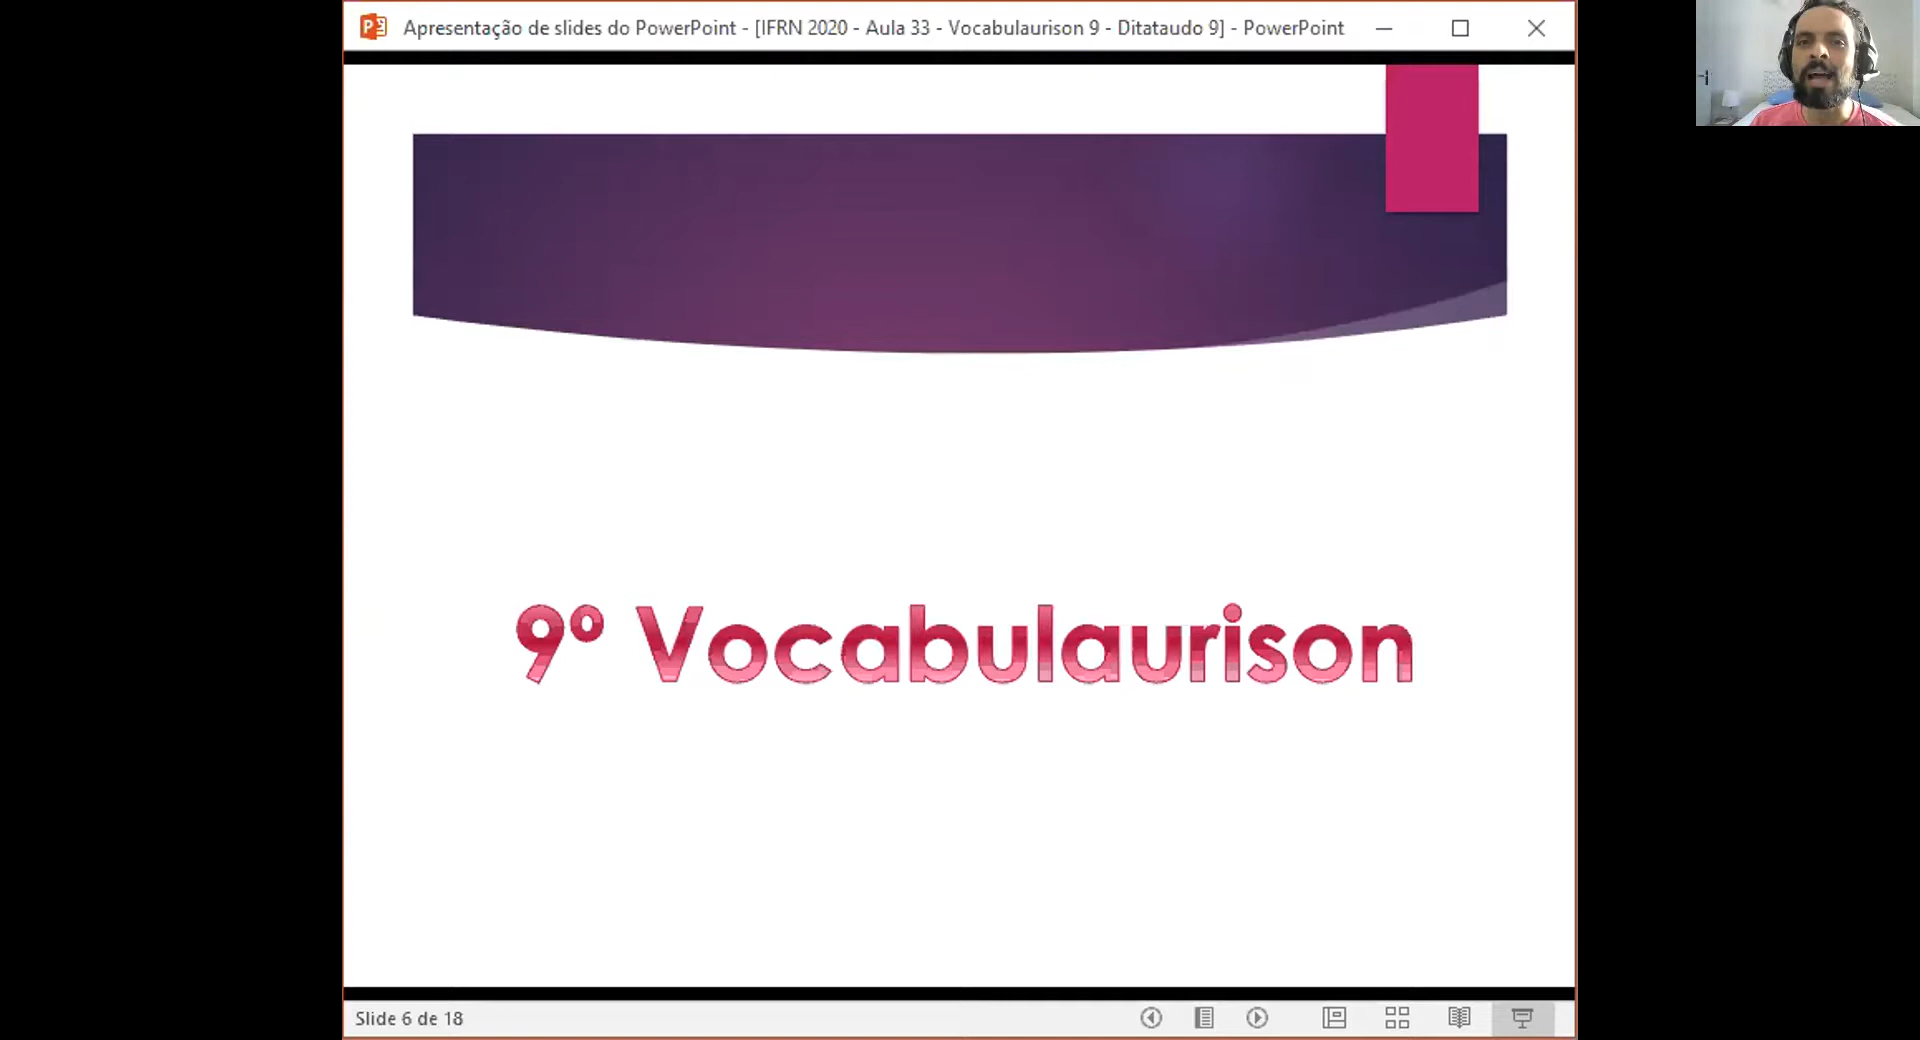 Apresentação de slides do PowerPoint - [IFRN 2020 - Aula 33 - Vocabulaurison 9 - Ditataudo 9] - PowerPoint
9º Vocabulaurison
Slide 6 de 18